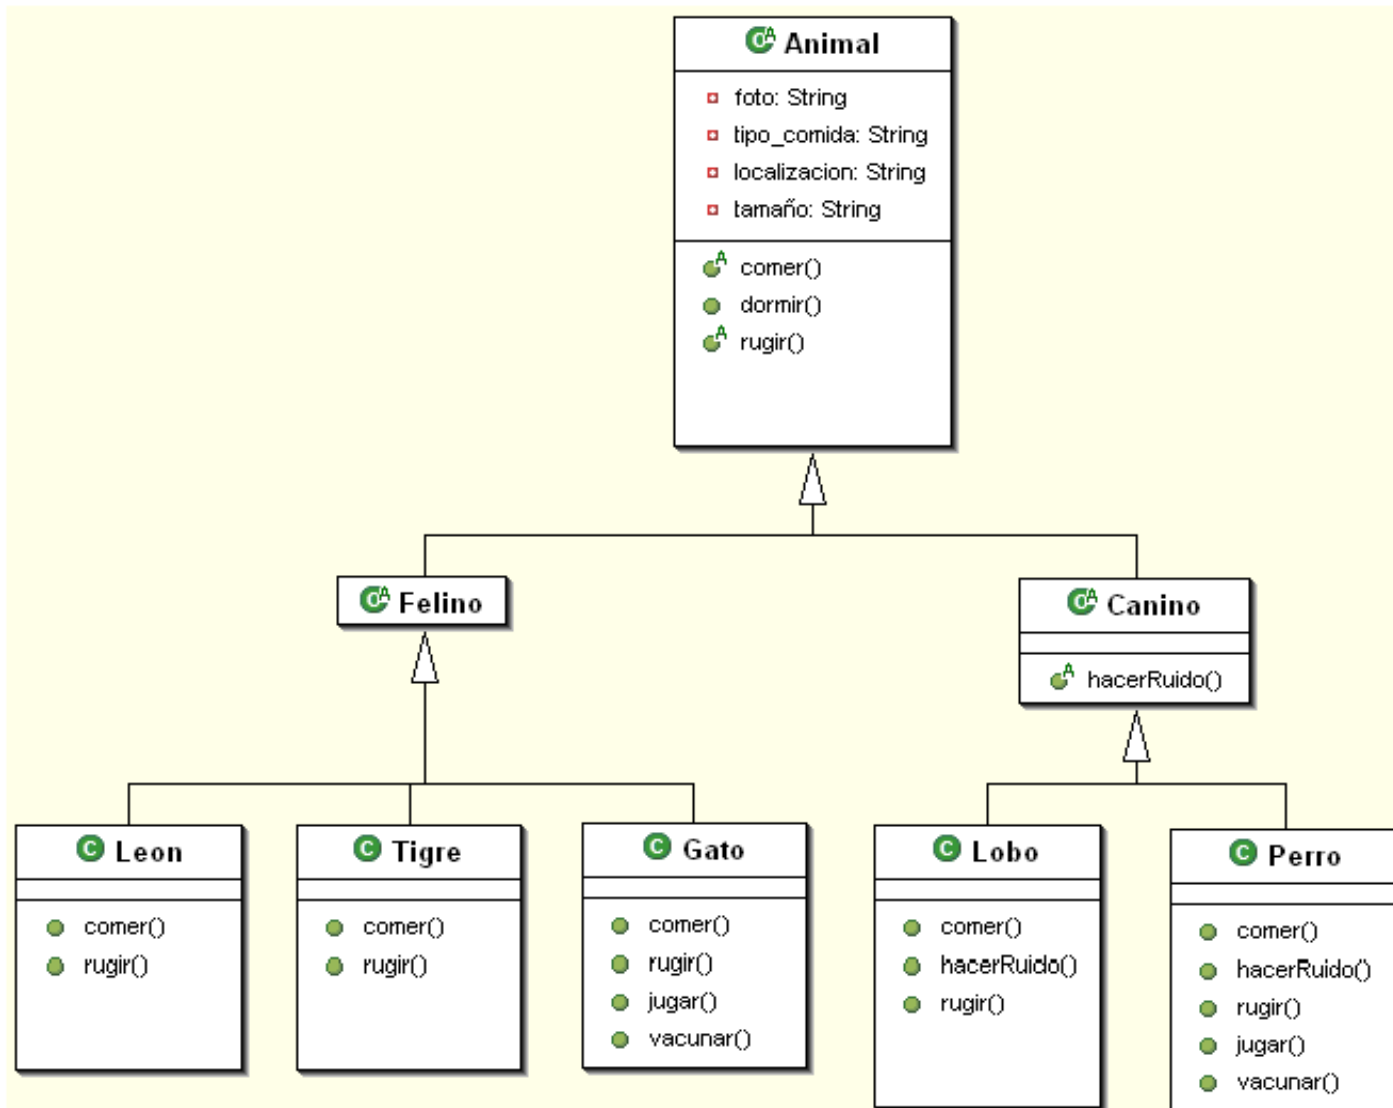 Animal
foto: String
tipo_comida: String
localizacion: String
tamaño: String
comer()
dormir()
rugir()
Felino
Canino
hacerRuido()
Leon
comer()
rugir()
Tigre
comer()
rugir()
Gato
comer()
rugir()
jugar()
vacunar()
Lobo
comer()
hacerRuido()
rugir()
Perro
comer()
hacerRuido()
rugir()
jugar()
vacunar()